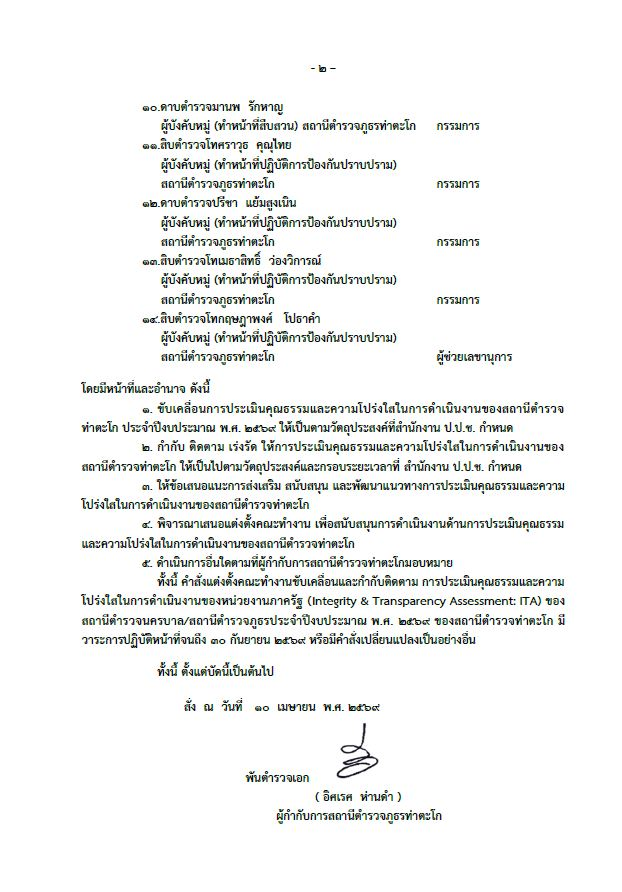 - ๒ –
๑๐.ดาบตำรวจมานพ รักหาญ
ผู้บังคับหมู่ (ทำหน้าที่สืบสวน) สถานีตำรวจภูธรท่าตะโก กรรมการ
๑๑.สิบตำรวจโทศราวุธ คุณุไทย
ผู้บังคับหมู่ (ทำหน้าที่ปฏิบัติการป้องกันปราบปราม)
สถานีตำรวจภูธรท่าตะโก กรรมการ
๑๒.ดาบตำรวจปรีชา แย้มสูงเนิน
ผู้บังคับหมู่ (ทำหน้าที่ปฏิบัติการป้องกันปราบปราม)
สถานีตำรวจภูธรท่าตะโก กรรมการ
๑๓.สิบตำรวจโทเมธาสิทธิ์ ว่องวิการณ์
ผู้บังคับหมู่ (ทำหน้าที่ปฏิบัติการป้องกันปราบปราม)
สถานีตำรวจภูธรท่าตะโก กรรมการ
๑๔.สิบตำรวจโทกฤษฎาพงศ์ โปธาคำ
ผู้บังคับหมู่ (ทำหน้าที่ปฏิบัติการป้องกันปราบปราม)
สถานีตำรวจภูธรท่าตะโก ผู้ช่วยเลขานุการ
โดยมีหน้าที่และอำนาจ ดังนี้
๑. ขับเคลื่อนการประเมินคุณธรรมและความโปร่งใสในการดำเนินงานของสถานีตำรวจ
ท่าตะโก ประจำปีงบประมาณ พ.ศ. ๒๕๖๙ ให้เป็นตามวัตถุประสงค์ที่สำนักงาน ป.ป.ช. กำหนด
๒. กำกับ ติดตาม เร่งรัด ให้การประเมินคุณธรรมและความโปร่งใสในการดำเนินงานของ
สถานีตำรวจท่าตะโก ให้เป็นไปตามวัตถุประสงค์และกรอบระยะเวลาที่ สำนักงาน ป.ป.ช. กำหนด
๓. ให้ข้อเสนอแนะการส่งเสริม สนับสนุน และพัฒนาแนวทางการประเมินคุณธรรมและความ
โปร่งใสในการดำเนินงานของสถานีตำรวจท่าตะโก
๔. พิจารณาเสนอแต่งตั้งคณะทำงาน เพื่อสนับสนุนการดำเนินงานด้านการประเมินคุณธรรม
และความโปร่งใสในการดำเนินงานของสถานีตำรวจท่าตะโก
๕. ดำเนินการอื่นใดตามที่ผู้กำกับการสถานีตำรวจท่าตะโกมอบหมาย
ทั้งนี้ คำสั่งแต่งตั้งคณะทำงานขับเคลื่อนและกำกับติดตาม การประเมินคุณธรรมและความ
โปร่งใสในการดำเนินงานของหน่วยงานภาครัฐ (Integrity & Transparency Assessment: ITA) ของ
สถานีตำรวจนครบาล/สถานีตำรวจภูธรประจำปีงบประมาณ พ.ศ. ๒๕๖๙ ของสถานีตำรวจท่าตะโก มี
วาระการปฏิบัติหน้าที่จนถึง ๓๐ กันยายน ๒๕๖๙ หรือมีคำสั่งเปลี่ยนแปลงเป็นอย่างอื่น
ทั้งนี้ ตั้งแต่บัดนี้เป็นต้นไป
สั่ง ณ วันที่ ๑๐ เมษายน พ.ศ. ๒๕๖๙
พันตำรวจเอก
( อิศเรศ ห่านดำ )
ผู้กำกับการสถานีตำรวจภูธรท่าตะโก